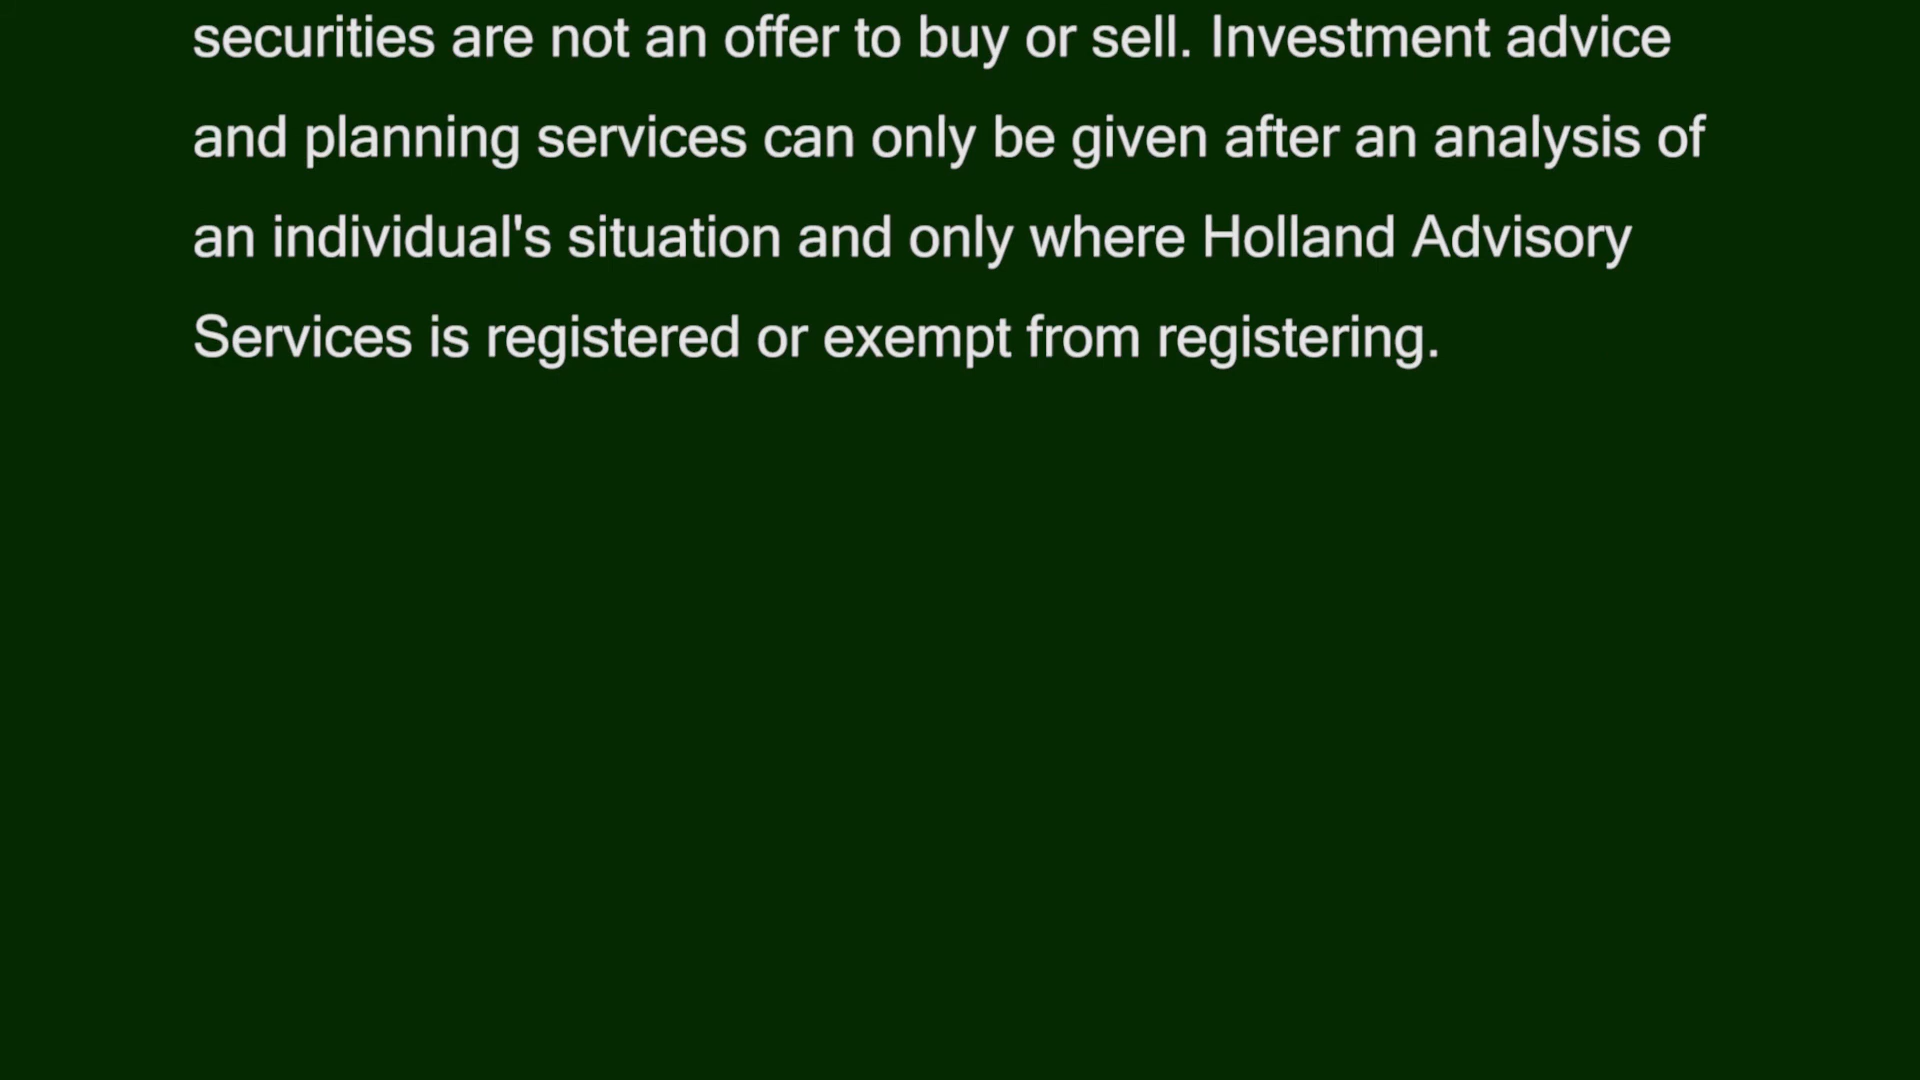 securities are not an offer to buy or sell. Investment advice
and planning services can only be given after an analysis of
an individual's situation and only where Holland Advisory
Services is registered or exempt from registering.